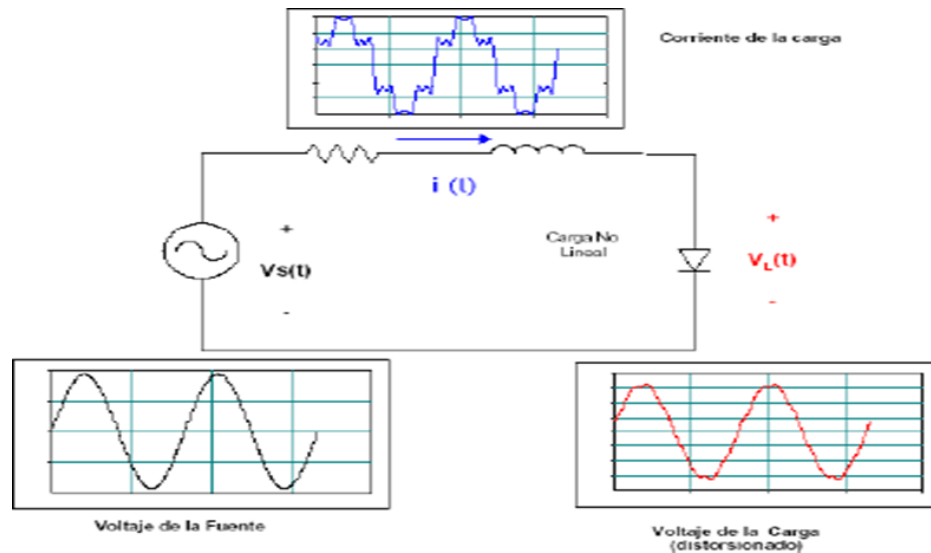 Corriente de la carga
i (t)
+
Vs(t)
-
Carga No
Lineal
+
VL(t)
-
Voltaje de la Fuente
Voltaje de la Carga
(distorsionado)